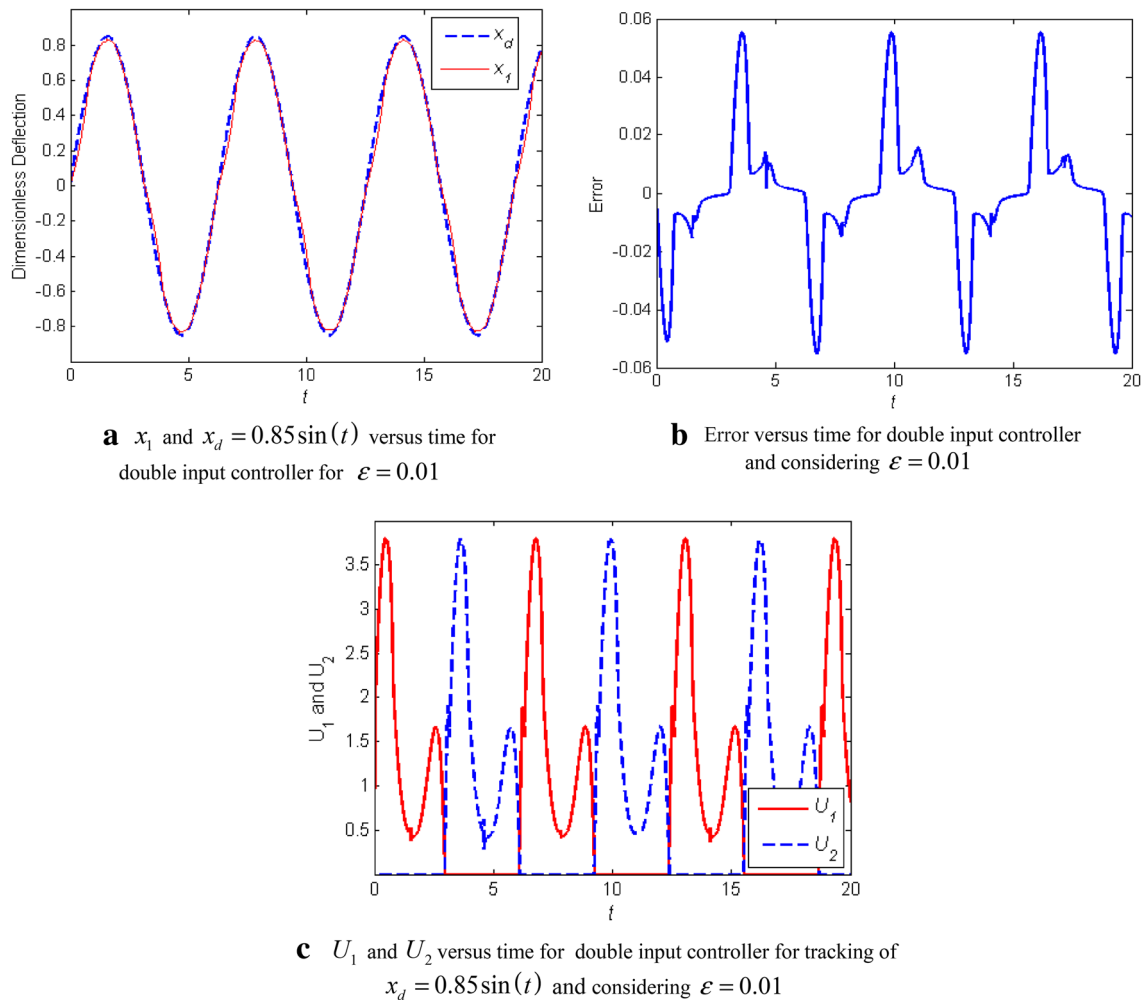 0.8
0.6
0.4
0.2
0
-0.2
-0.4
-0.6
-0.8
Dimensionless Deflection
x_d
x_1
0 5 10 15 20
t
a x_1 and x_d = 0.85sin(t) versus time for
double input controller for ε = 0.01
0.06
0.04
0.02
0
-0.02
-0.04
-0.06
Error
0 5 10 15 20
t
b Error versus time for double input controller
and considering ε = 0.01
3.5
3
2.5
2
1.5
1
0.5
U_1 and U_2
U_1
U_2
0 5 10 15 20
t
c U_1 and U_2 versus time for double input controller for tracking of
x_d = 0.85sin(t) and considering ε = 0.01